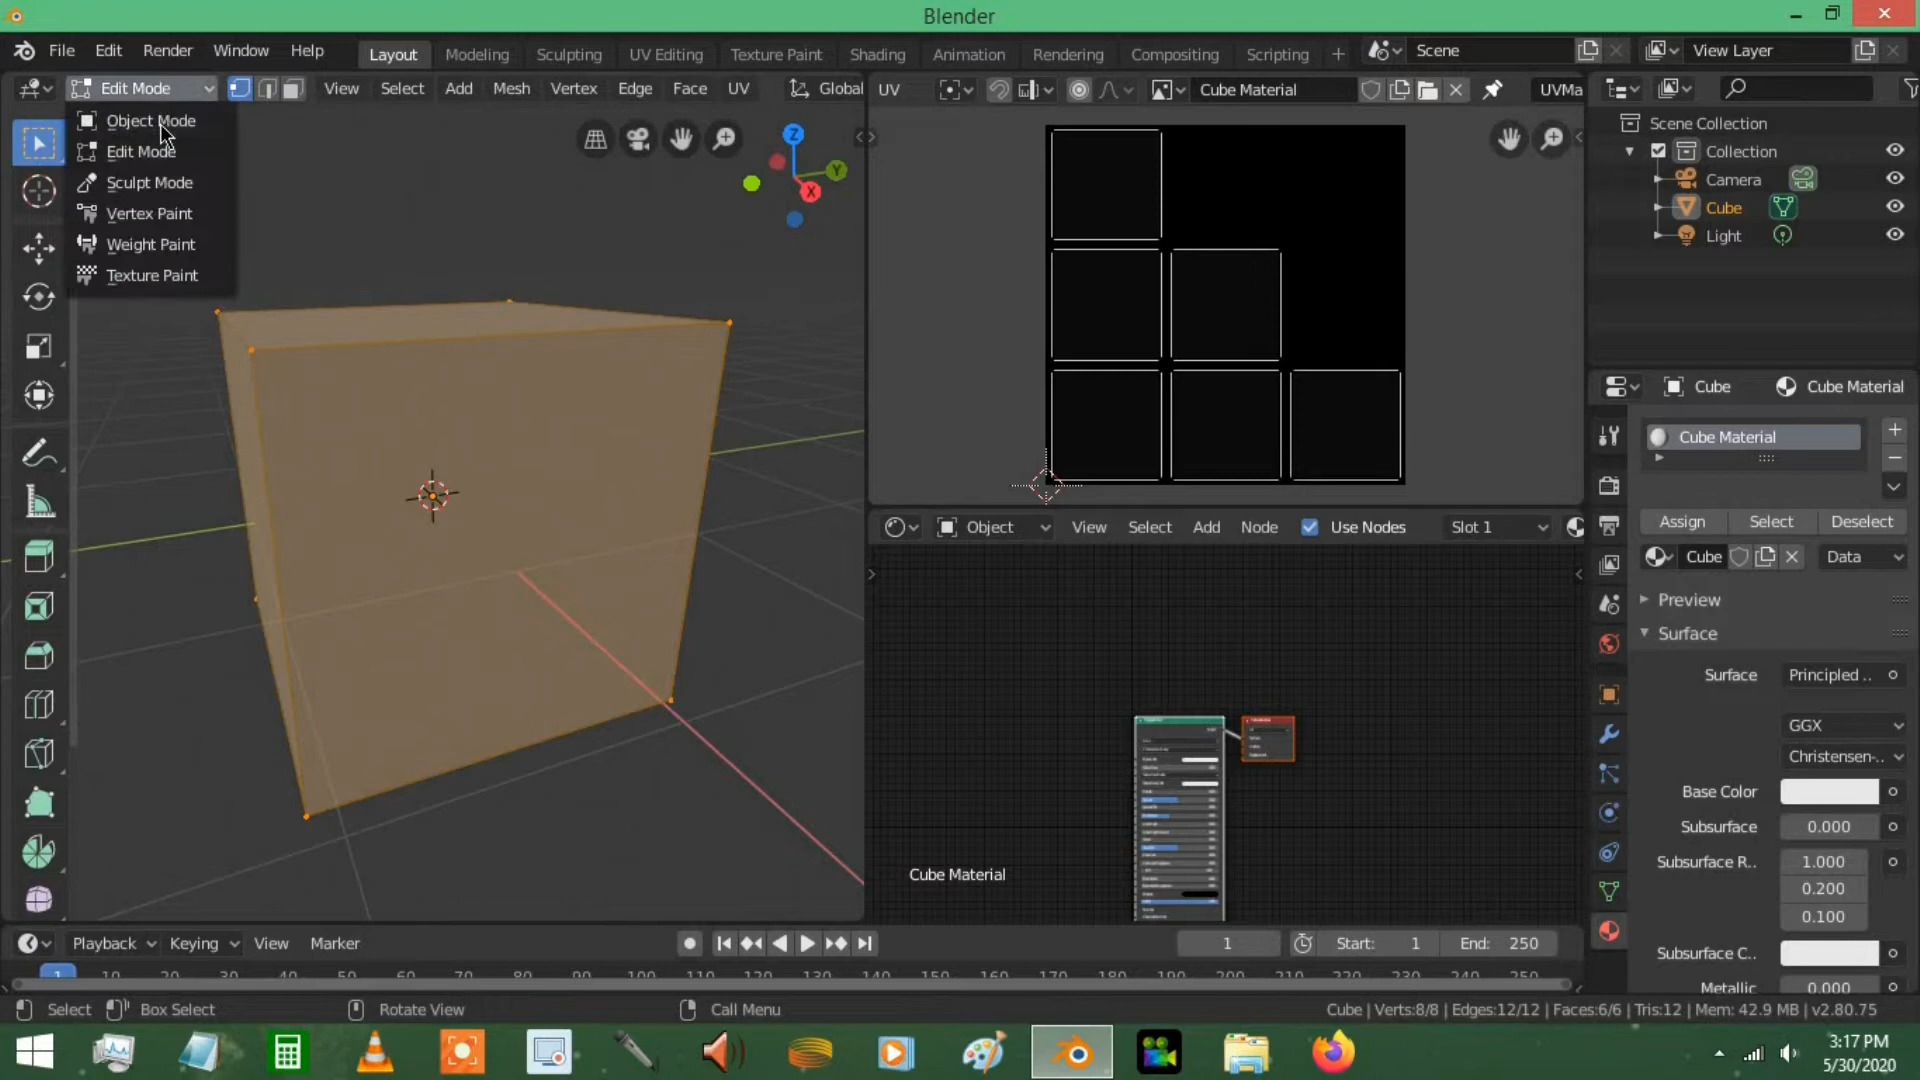 Blender
File Edit Render Window Help
Layout Modeling Sculpting UV Editing Texture Paint Shading Animation Rendering Compositing Scripting +
Scene
View Layer
Edit Mode
View Select Add Mesh Vertex Edge Face UV
Global
Object Mode
Edit Mode
Sculpt Mode
Vertex Paint
Weight Paint
Texture Paint
Z
Y
X
UV
Cube Material
UVMa
Scene Collection
Collection
Camera
Cube
Light
Object View Select Add Node Use Nodes Slot 1
Cube Material
Cube Cube Material
Cube Material
Assign Select Deselect
Cube Data
Preview
Surface
Surface Principled ..
GGX
Christensen-..
Base Color
Subsurface 0.000
Subsurface R.. 1.000
0.200
0.100
Subsurface C..
Metallic 0.000
Playback Keying View Marker
1
Start: 1
End: 250
1 10 20 30 40 50 60 70 80 90 100 110 120 130 140 150 160 170 180 190 200 210 220 230 240 250
Select Box Select Rotate View Call Menu
Cube | Verts:8/8 | Edges:12/12 | Faces:6/6 | Tris:12 | Mem: 42.9 MB | v2.80.75
3:17 PM
5/30/2020